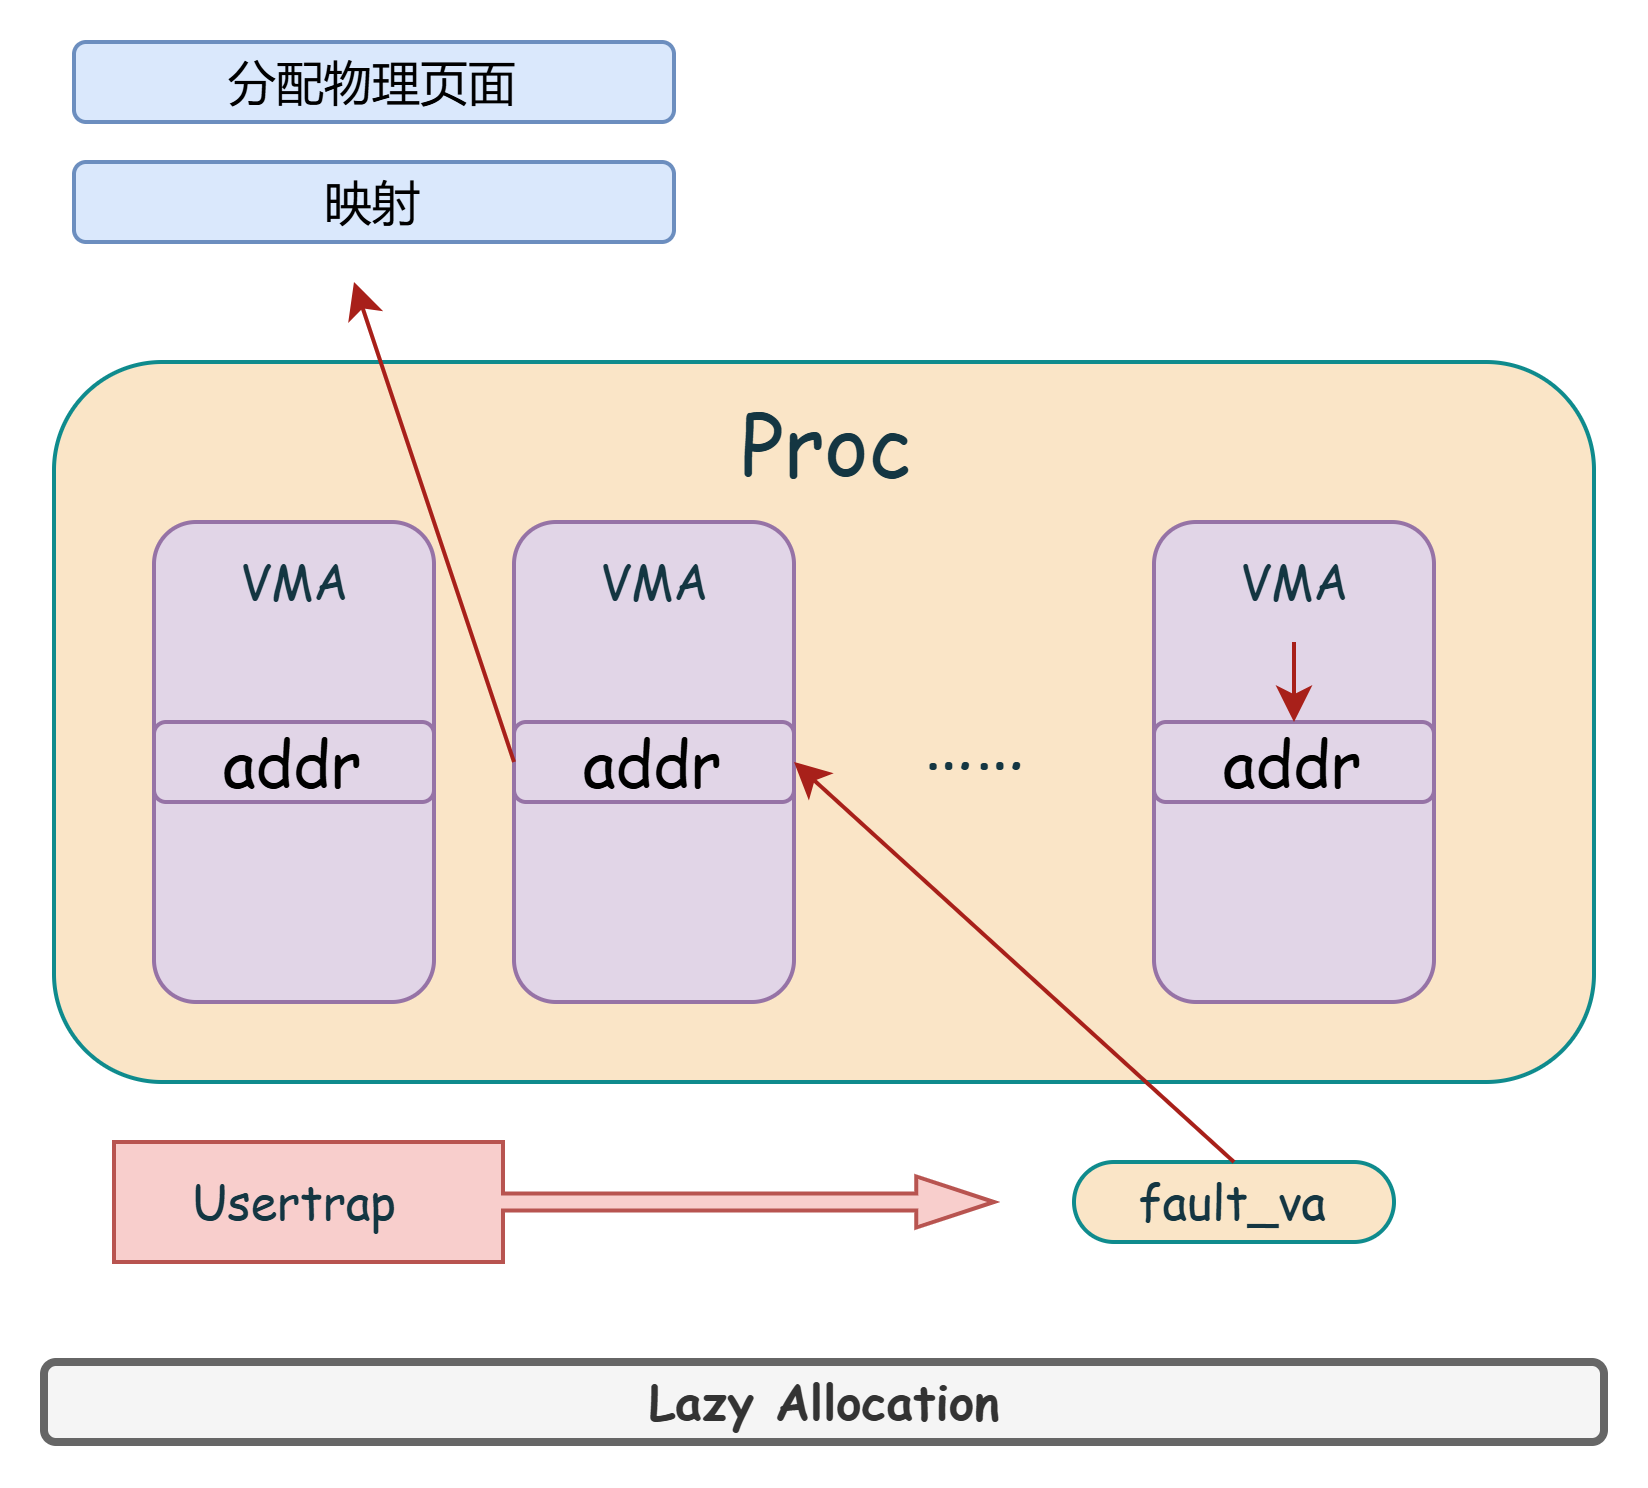 分配物理页面
映射
Proc
VMA
VMA
VMA
addr
addr
……
addr
Usertrap
fault_va
Lazy Allocation